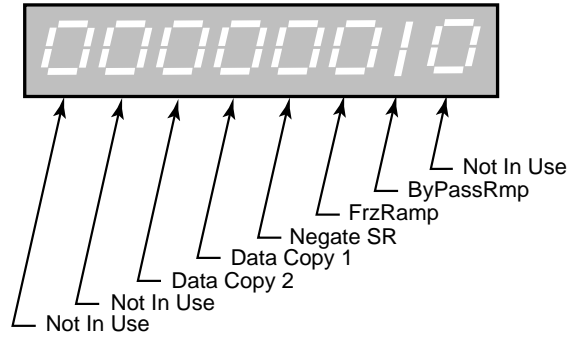 00000010
Not In Use
ByPassRmp
FrzRamp
Negate SR
Data Copy 1
Data Copy 2
Not In Use
Not In Use